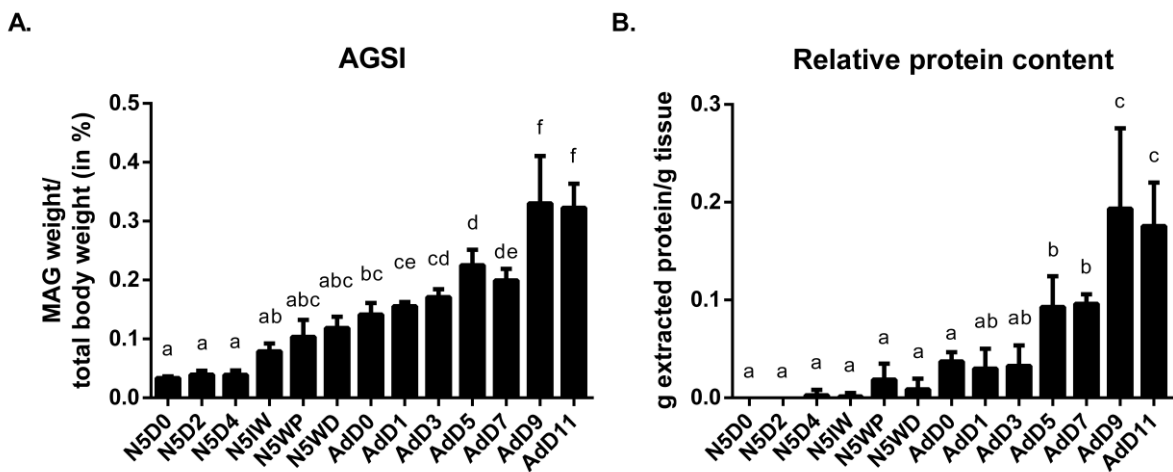 A.
AGSI
MAG weight/
total body weight (in %)
0.5
0.4
0.3
0.2
0.1
0.0
a
a
a
ab
abc
abc
bc
ce
cd
d
de
f
f
N5D0
N5D2
N5D4
N5IW
N5WP
N5WD
AdD0
AdD1
AdD3
AdD5
AdD7
AdD9
AdD11
B.
Relative protein content
g extracted protein/g tissue
0.3
0.2
0.1
0.0
a
a
a
a
a
a
a
ab
ab
b
b
c
c
N5D0
N5D2
N5D4
N5IW
N5WP
N5WD
AdD0
AdD1
AdD3
AdD5
AdD7
AdD9
AdD11